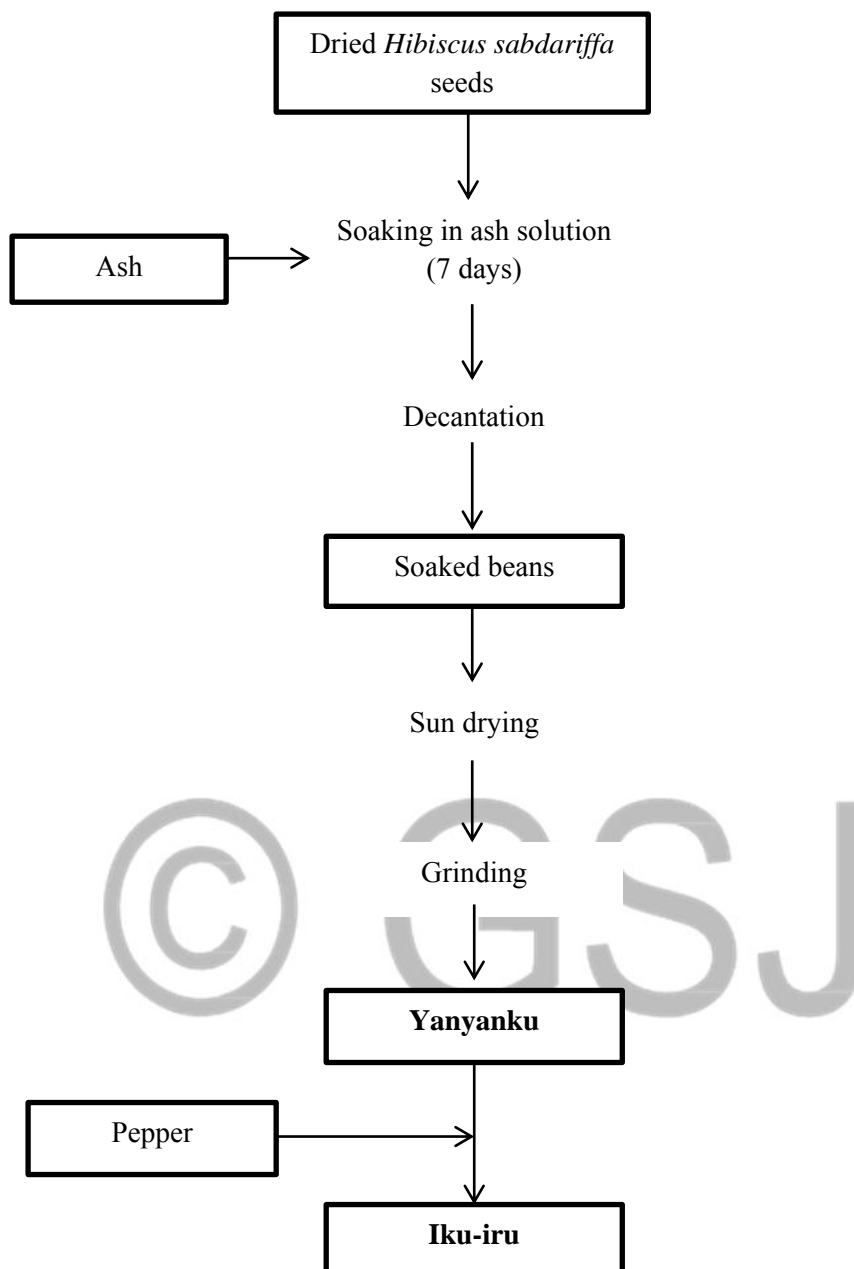 Dried Hibiscus sabdariffa
seeds
Soaking in ash solution
(7 days)
Ash
Decantation
Soaked beans
Sun drying
Grinding
© GSJ
Yanyanku
Pepper
Iku-iru